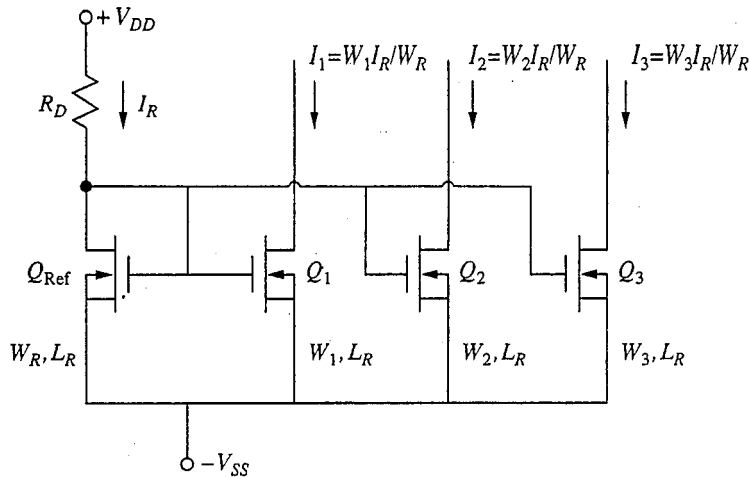 +V_DD
I_1=W_1I_R/W_R I_2=W_2I_R/W_R I_3=W_3I_R/W_R
R_D I_R
Q_Ref Q_1 Q_2 Q_3
W_R, L_R W_1, L_R W_2, L_R W_3, L_R
−V_SS